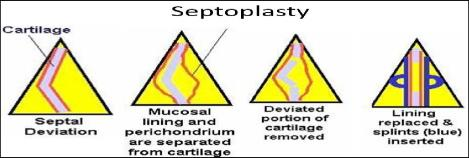 Septoplasty
Cartilage
Septal
Deviation
Mucosal
lining and
perichondrium
are separated
from cartilage
Deviated
portion of
cartilage
removed
Lining
replaced &
splints (blue)
inserted